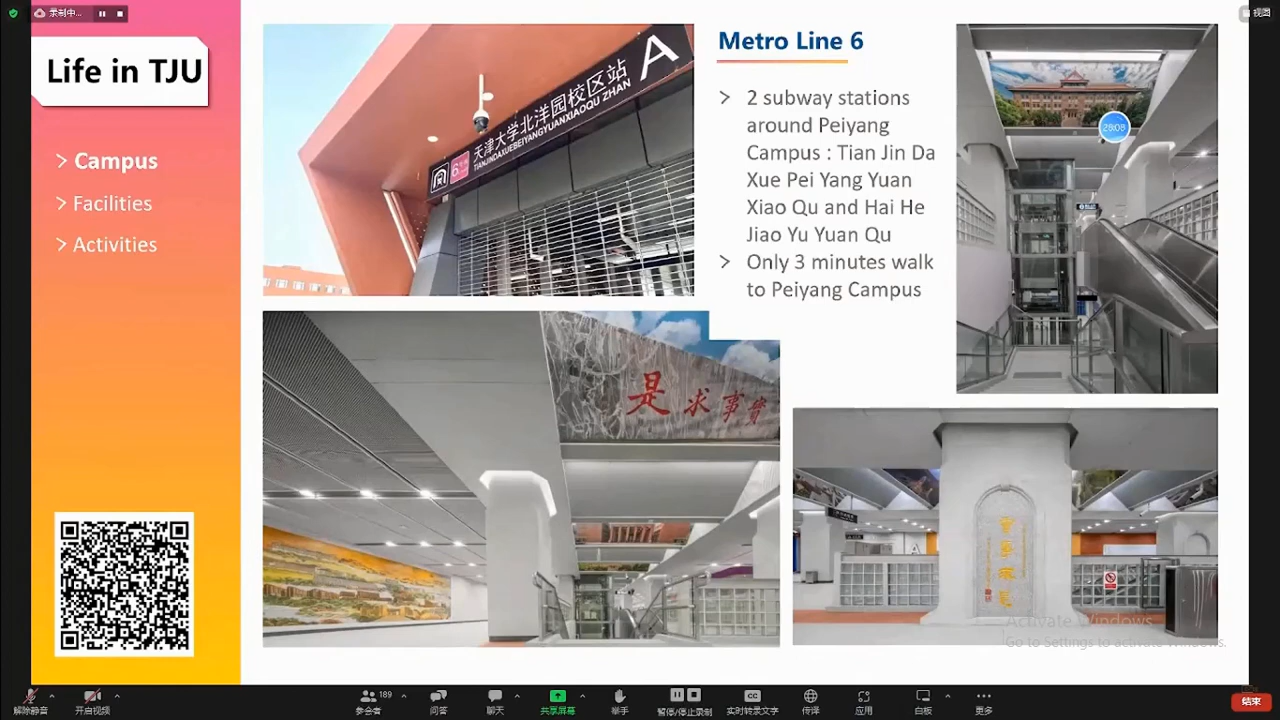 录制中...
视图
Life in TJU
Campus
Facilities
Activities
天津大学北洋园校区站
TIANJINDAXUEBEIYANGYUANXIAOQU ZHAN
A
6
Metro Line 6
2 subway stations
around Peiyang
Campus : Tian Jin Da
Xue Pei Yang Yuan
Xiao Qu and Hai He
Jiao Yu Yuan Qu
Only 3 minutes walk
to Peiyang Campus
是求事實
Activate Windows
Go to Settings to activate Windows.
解除静音
开启视频
189
参会者
问答
聊天
共享屏幕
举手
暂停/停止录制
CC
实时转录文字
传译
应用
白板
更多
结束